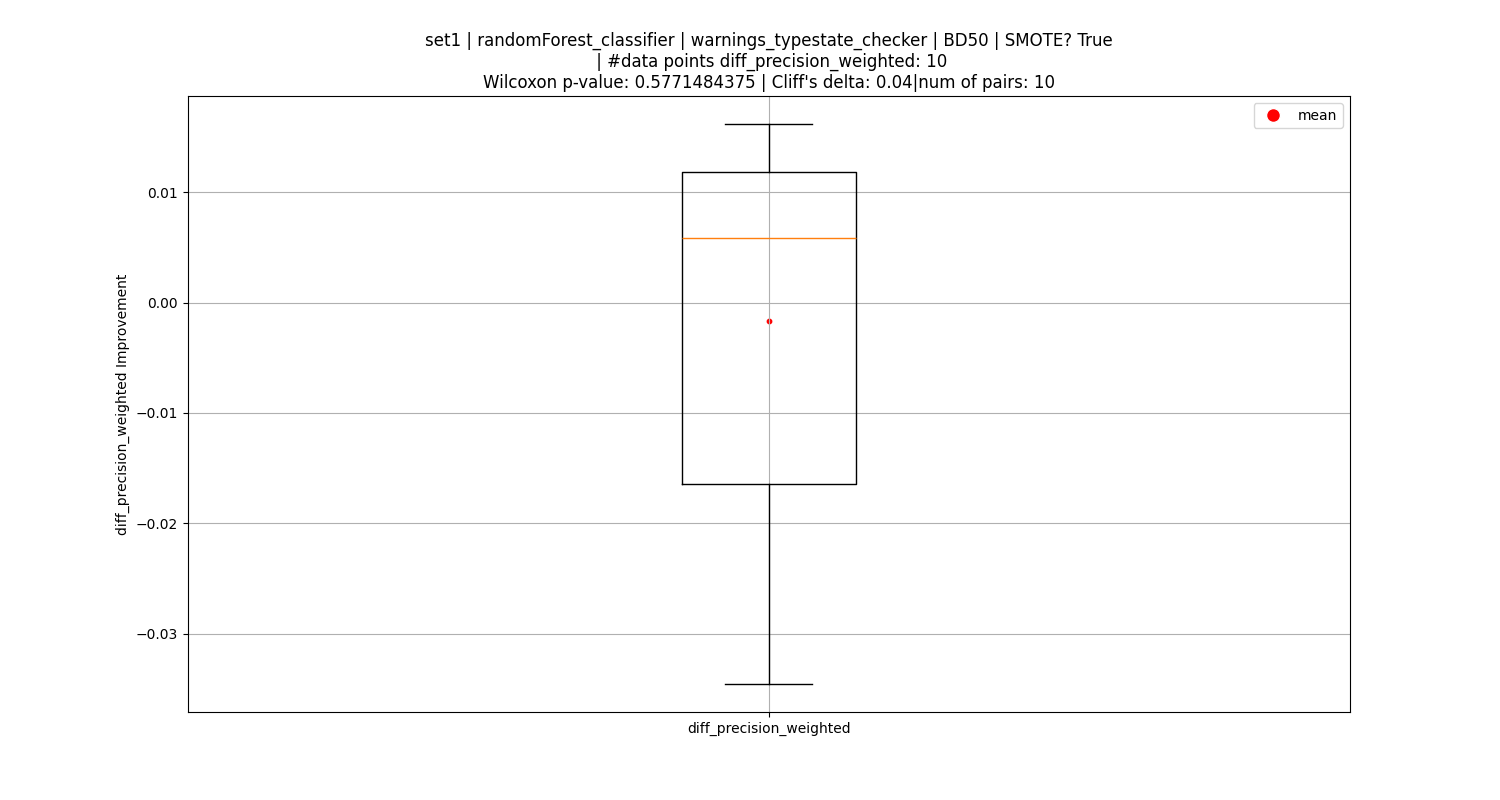 set1 | randomForest_classifier | warnings_typestate_checker | BD50 | SMOTE? True
| #data points diff_precision_weighted: 10
Wilcoxon p-value: 0.5771484375 | Cliff's delta: 0.04|num of pairs: 10
mean
0.01
0.00
−0.01
−0.02
−0.03
diff_precision_weighted Improvement
diff_precision_weighted